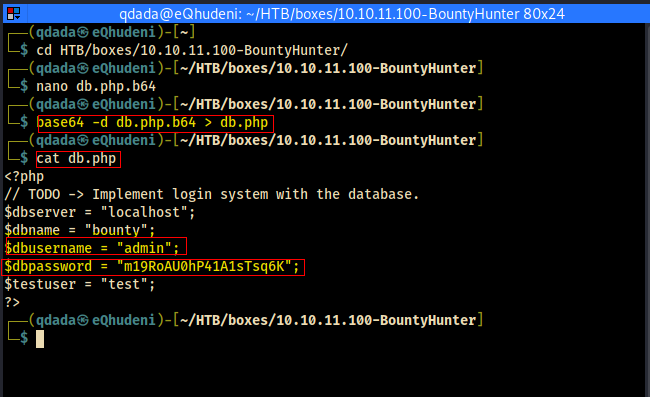 qdada@eQhudeni: ~/HTB/boxes/10.10.11.100-BountyHunter 80x24
┌──(qdada㉿eQhudeni)-[~]
└─$ cd HTB/boxes/10.10.11.100-BountyHunter/
┌──(qdada㉿eQhudeni)-[~/HTB/boxes/10.10.11.100-BountyHunter]
└─$ nano db.php.b64
┌──(qdada㉿eQhudeni)-[~/HTB/boxes/10.10.11.100-BountyHunter]
└─$ base64 -d db.php.b64 > db.php
┌──(qdada㉿eQhudeni)-[~/HTB/boxes/10.10.11.100-BountyHunter]
└─$ cat db.php
<?php
// TODO -> Implement login system with the database.
$dbserver = "localhost";
$dbname = "bounty";
$dbusername = "admin";
$dbpassword = "m19RoAU0hP41A1sTsq6K";
$testuser = "test";
?>
┌──(qdada㉿eQhudeni)-[~/HTB/boxes/10.10.11.100-BountyHunter]
└─$